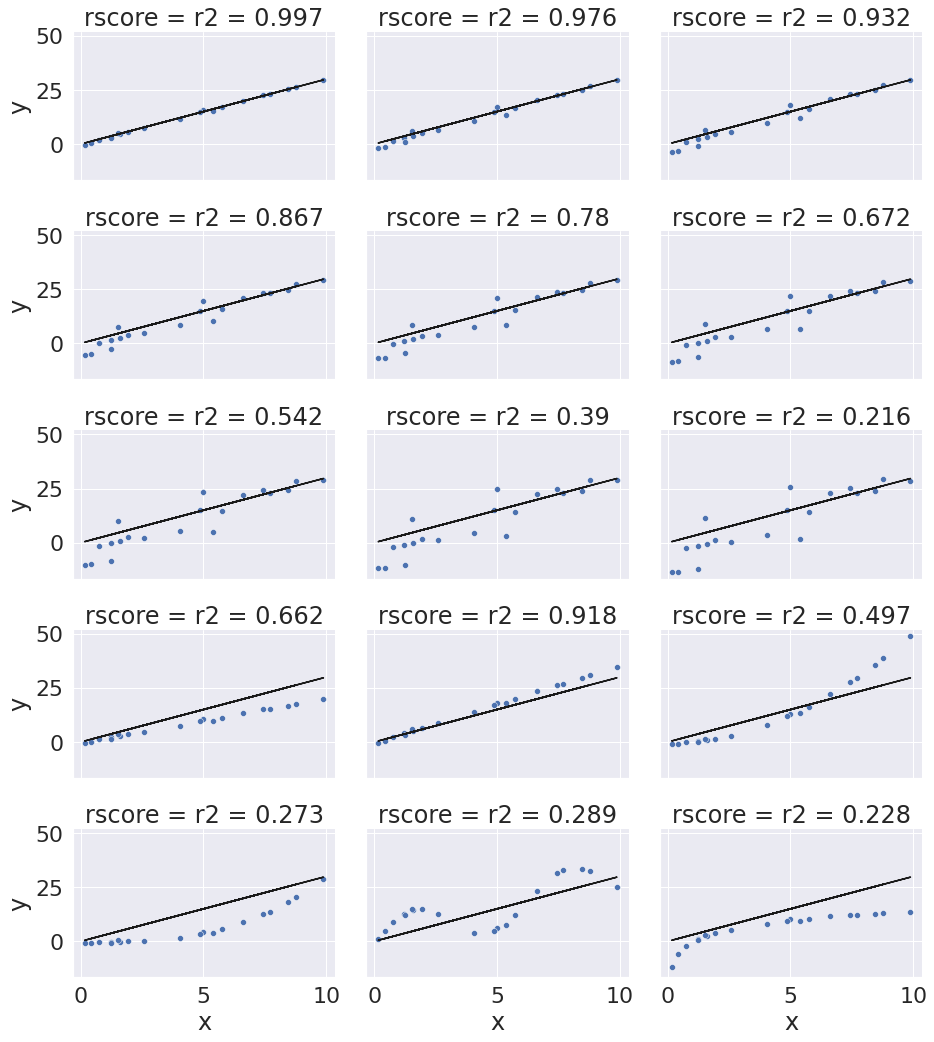 rscore = r2 = 0.997 rscore = r2 = 0.976 rscore = r2 = 0.932
50
25
0
y
rscore = r2 = 0.867 rscore = r2 = 0.78 rscore = r2 = 0.672
50
25
0
y
rscore = r2 = 0.542 rscore = r2 = 0.39 rscore = r2 = 0.216
50
25
0
y
rscore = r2 = 0.662 rscore = r2 = 0.918 rscore = r2 = 0.497
50
25
0
y
rscore = r2 = 0.273 rscore = r2 = 0.289 rscore = r2 = 0.228
50
25
0
y
0 5 10 0 5 10 0 5 10
x x x